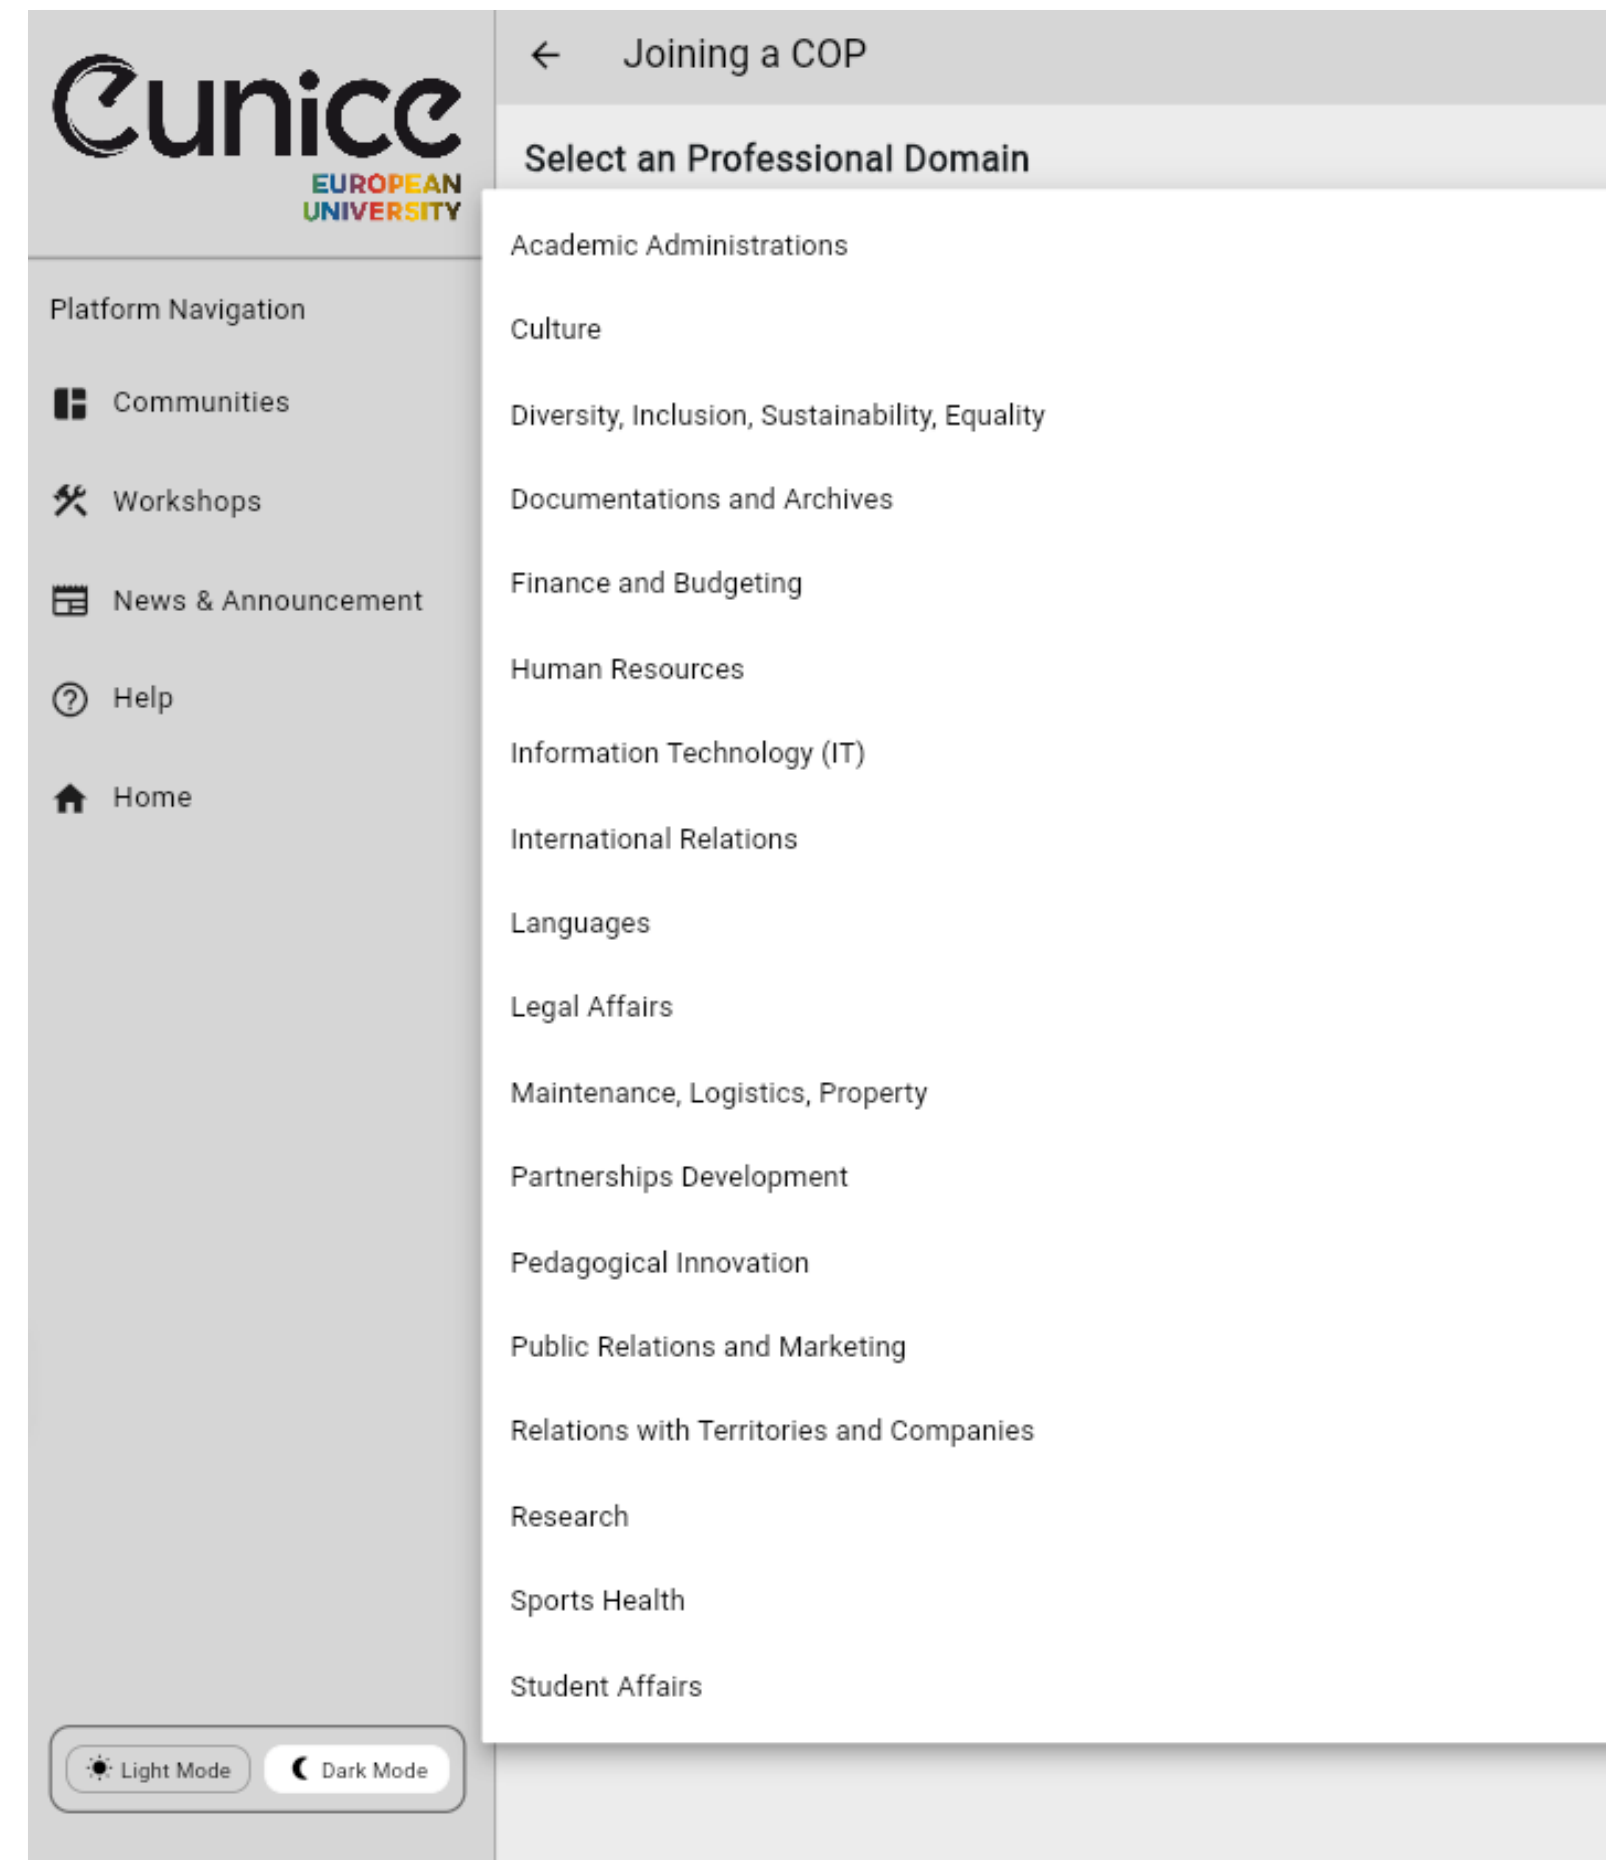 eunice
EUROPEAN
UNIVERSITY
Platform Navigation
Communities
Workshops
News & Announcement
Help
Home
Light Mode
Dark Mode
Joining a COP
Select an Professional Domain
Academic Administrations
Culture
Diversity, Inclusion, Sustainability, Equality
Documentations and Archives
Finance and Budgeting
Human Resources
Information Technology (IT)
International Relations
Languages
Legal Affairs
Maintenance, Logistics, Property
Partnerships Development
Pedagogical Innovation
Public Relations and Marketing
Relations with Territories and Companies
Research
Sports Health
Student Affairs